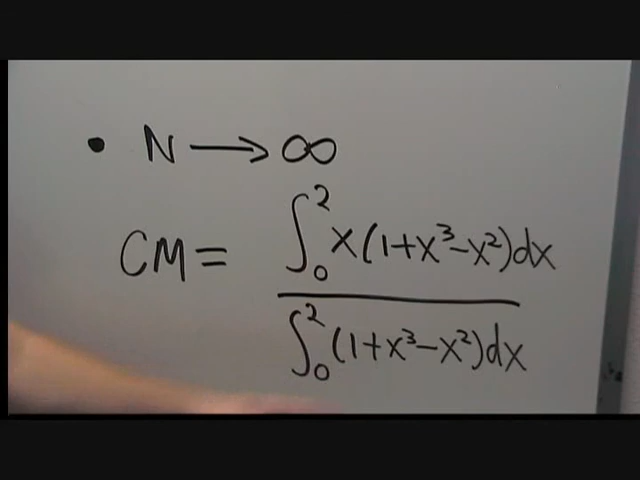 • N → ∞
∫₀² x(1+x³-x²)dx
CM =
∫₀² (1+x³-x²)dx